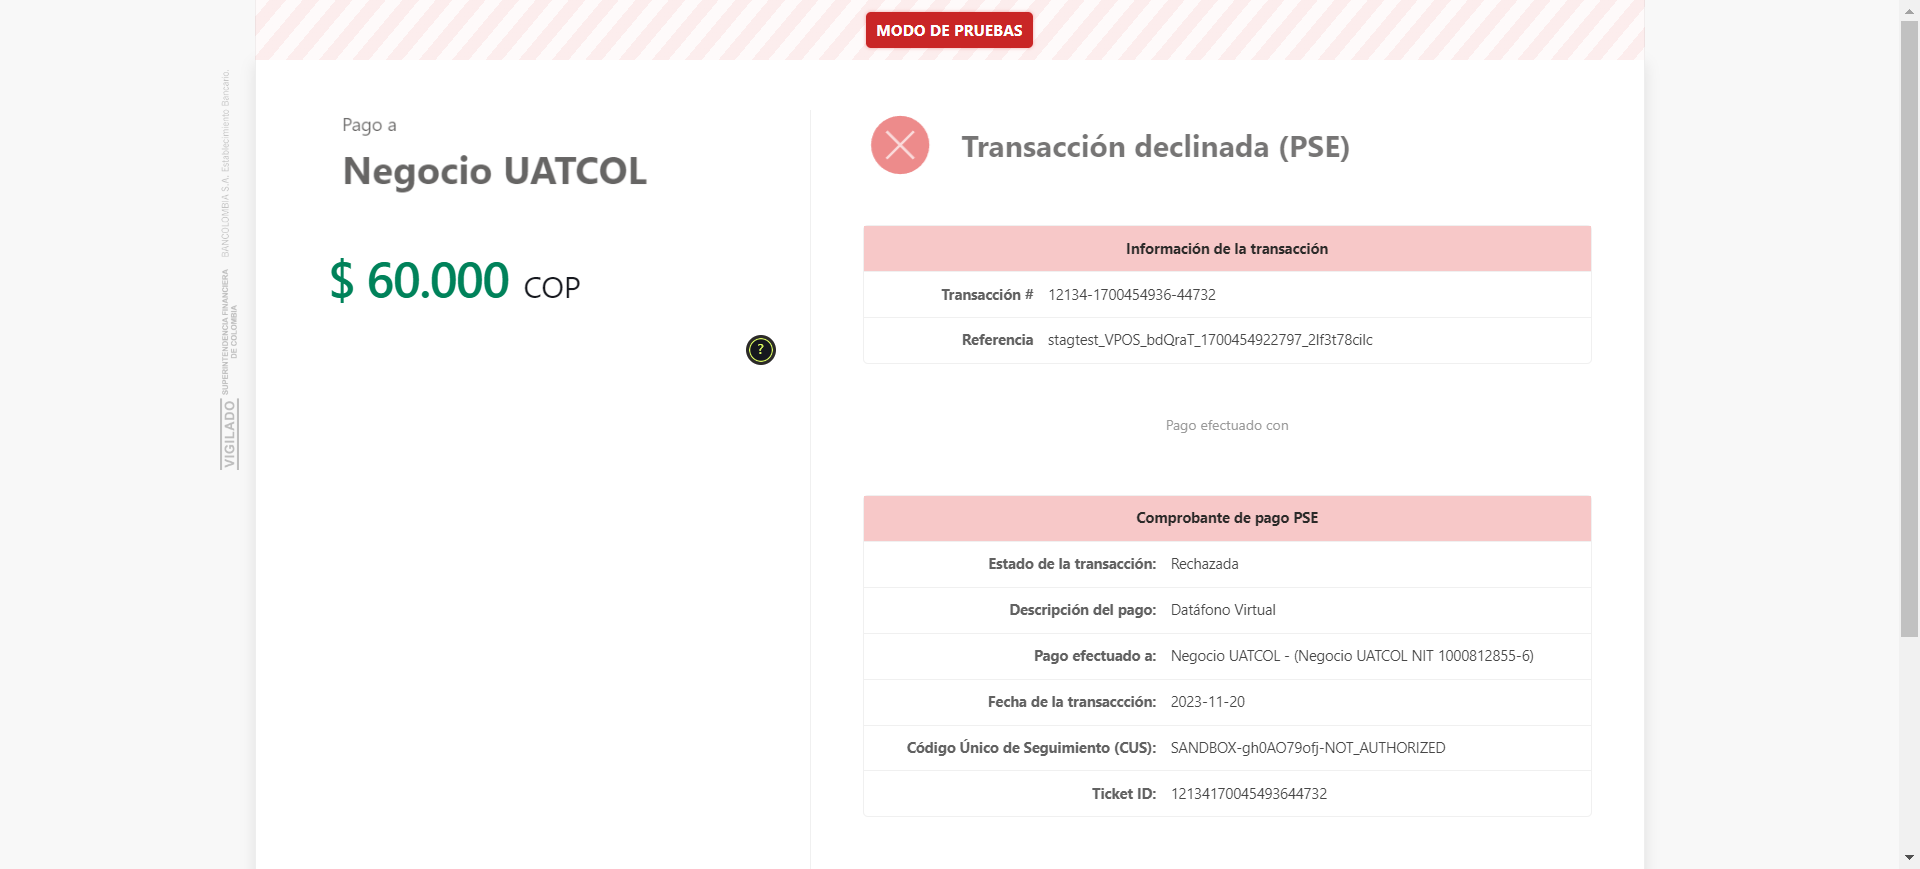 MODO DE PRUEBAS
BANCOLOMBIA S.A. Establecimiento Bancario.
SUPERINTENDENCIA FINANCIERA
DE COLOMBIA
VIGILADO
Pago a
Negocio UATCOL
$ 60.000 COP
?
Transacción declinada (PSE)
Información de la transacción
Transacción # 12134-1700454936-44732
Referencia stagtest_VPOS_bdQraT_1700454922797_2lf3t78cilc
Pago efectuado con
Comprobante de pago PSE
Estado de la transacción: Rechazada
Descripción del pago: Datáfono Virtual
Pago efectuado a: Negocio UATCOL - (Negocio UATCOL NIT 1000812855-6)
Fecha de la transaccción: 2023-11-20
Código Único de Seguimiento (CUS): SANDBOX-gh0AO79ofj-NOT_AUTHORIZED
Ticket ID: 12134170045493644732